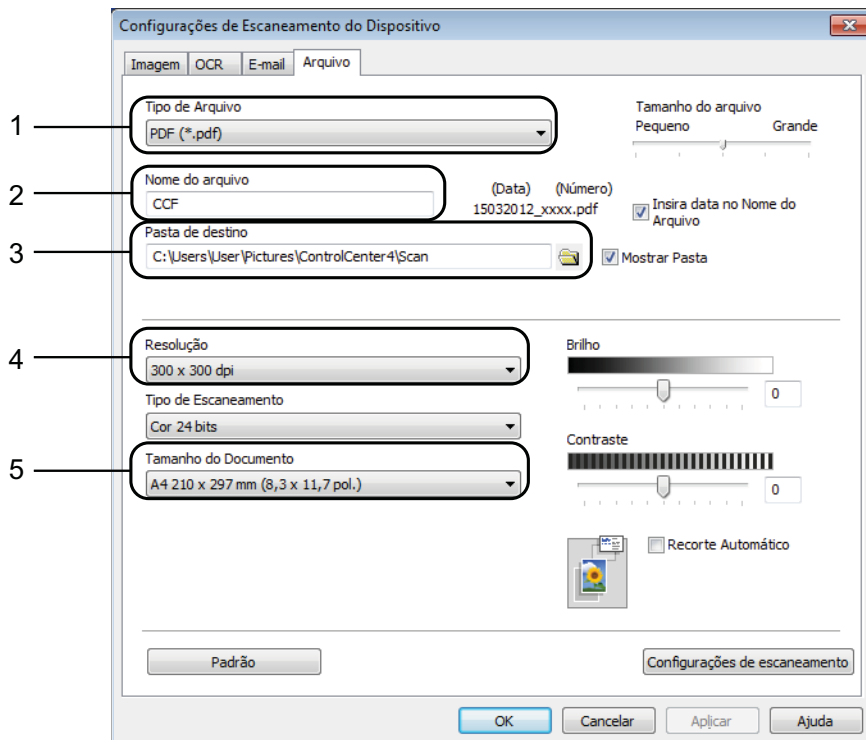 Configurações de Escaneamento do Dispositivo
Imagem OCR E-mail Arquivo
1
Tipo de Arquivo
PDF (*.pdf)
Tamanho do arquivo
Pequeno Grande
2
Nome do arquivo
CCF
(Data) (Número)
15032012_xxxx.pdf
Insira data no Nome do
Arquivo
3
Pasta de destino
C:\Users\User\Pictures\ControlCenter4\Scan
Mostrar Pasta
4
Resolução
300 x 300 dpi
Brilho
0
Tipo de Escaneamento
Cor 24 bits
Contraste
0
5
Tamanho do Documento
A4 210 x 297 mm (8,3 x 11,7 pol.)
Recorte Automático
Padrão
Configurações de escaneamento
OK Cancelar Aplicar Ajuda